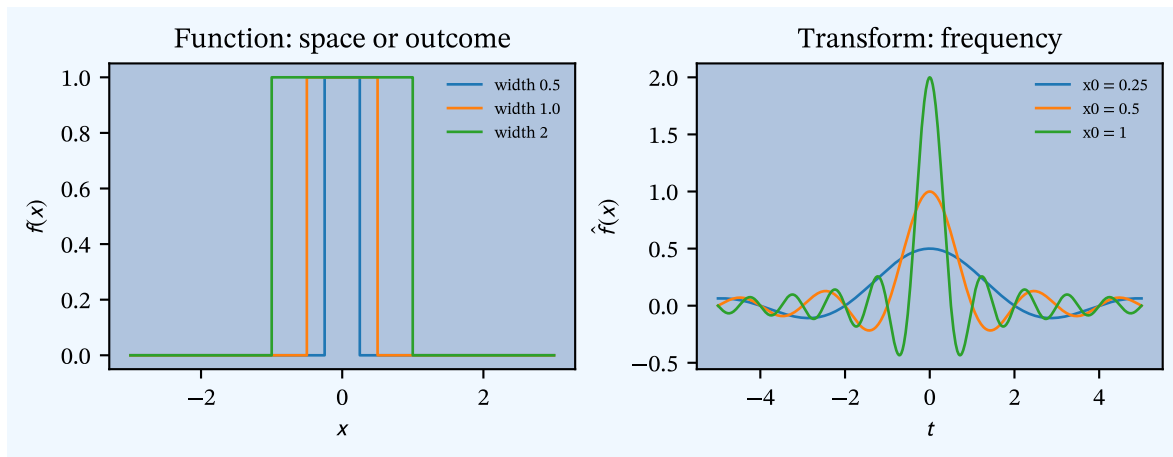 Function: space or outcome
1.0
0.8
0.6
0.4
0.2
0.0
f(x)
width 0.5
width 1.0
width 2
−2
0
2
x
Transform: frequency
2.0
1.5
1.0
0.5
0.0
−0.5
f̂(x)
x0 = 0.25
x0 = 0.5
x0 = 1
−4
−2
0
2
4
t